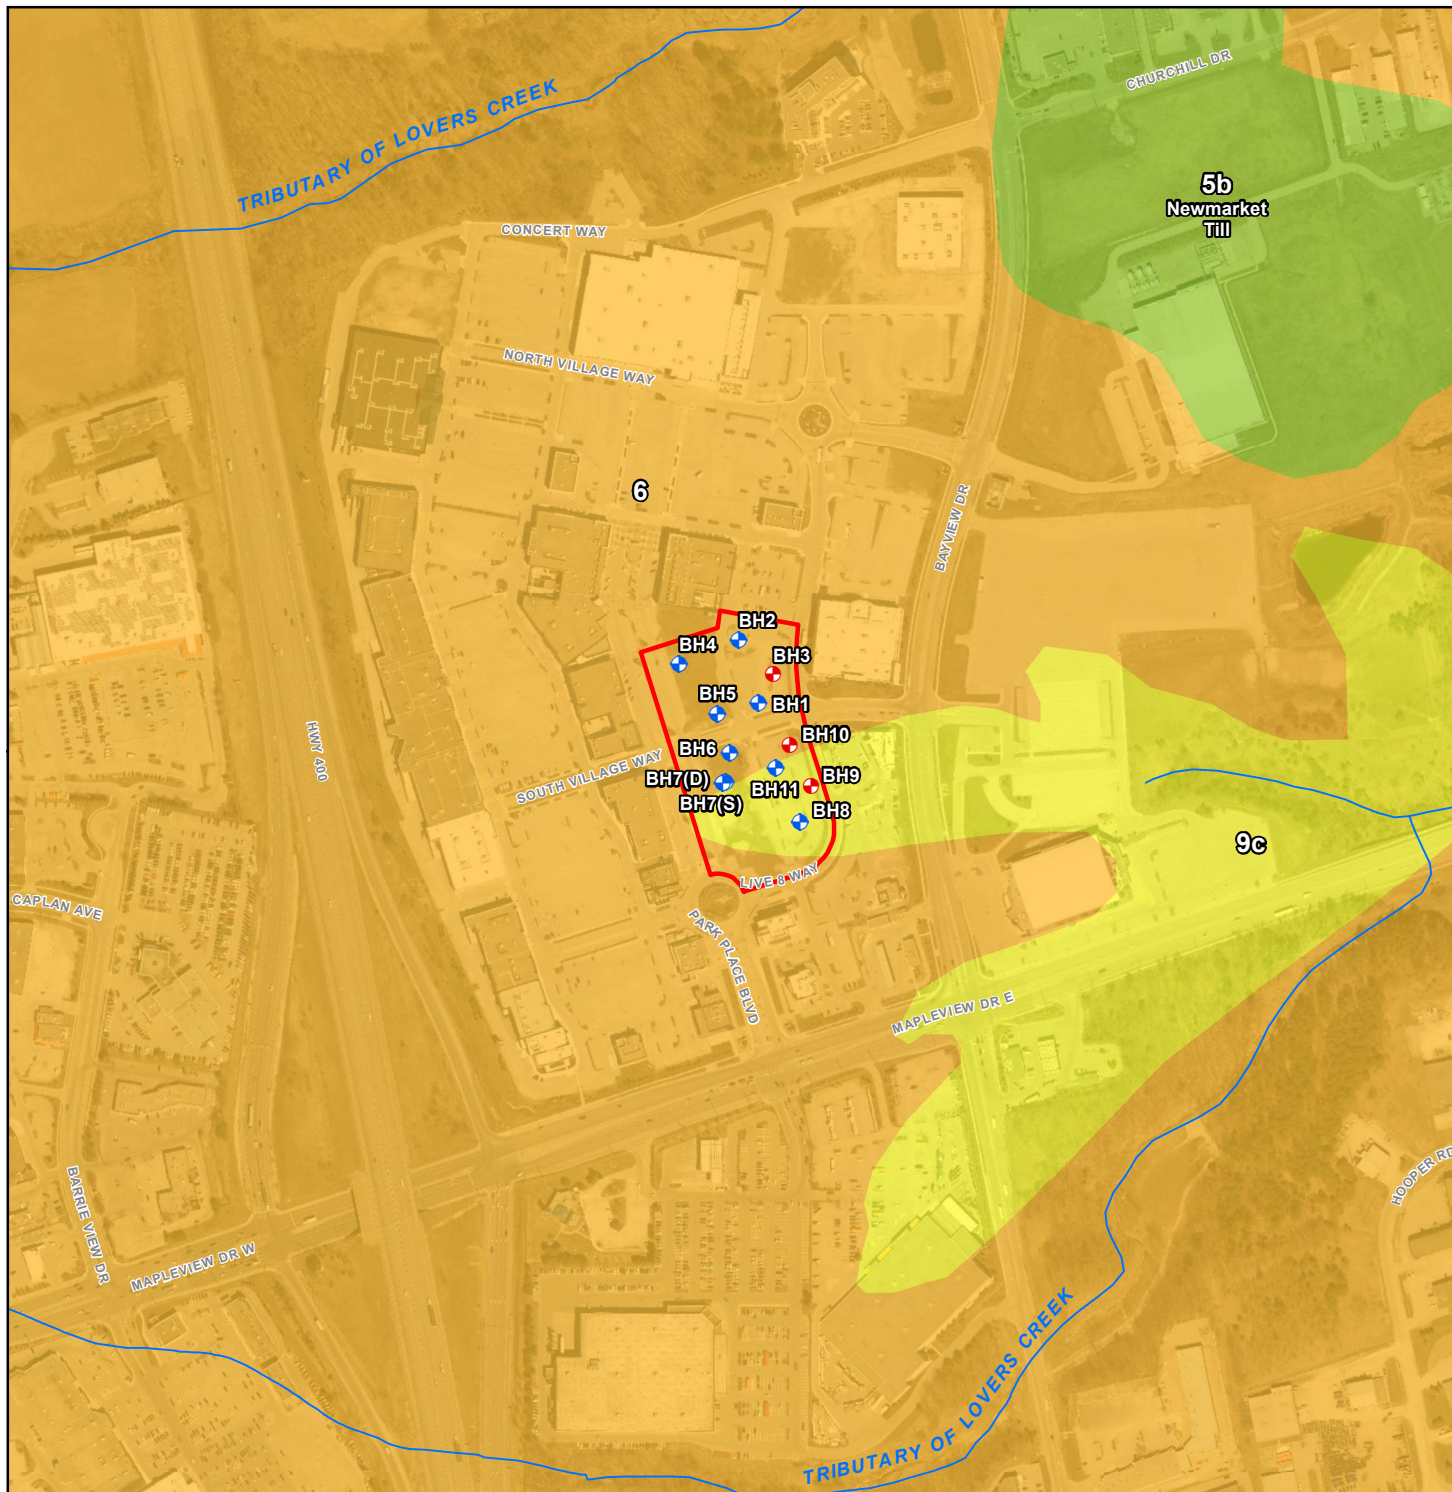 CHURCHILL DR
TRIBUTARY OF LOVERS CREEK
5b
Newmarket
Till
CONCERT WAY
NORTH VILLAGE WAY
6
BAYVIEW DR
BH2
BH4
BH3
BH5
BH1
BH10
HWY 400
BH6
SOUTH VILLAGE WAY
BH7(D)
BH11
BH9
BH7(S)
BH8
9c
LIVE 8 WAY
CAPLAN AVE
PARK PLACE BLVD
MAPLEVIEW DR E
HOOPER RD
BARRIE VIEW DR
MAPLEVIEW DR W
TRIBUTARY OF LOVERS CREEK